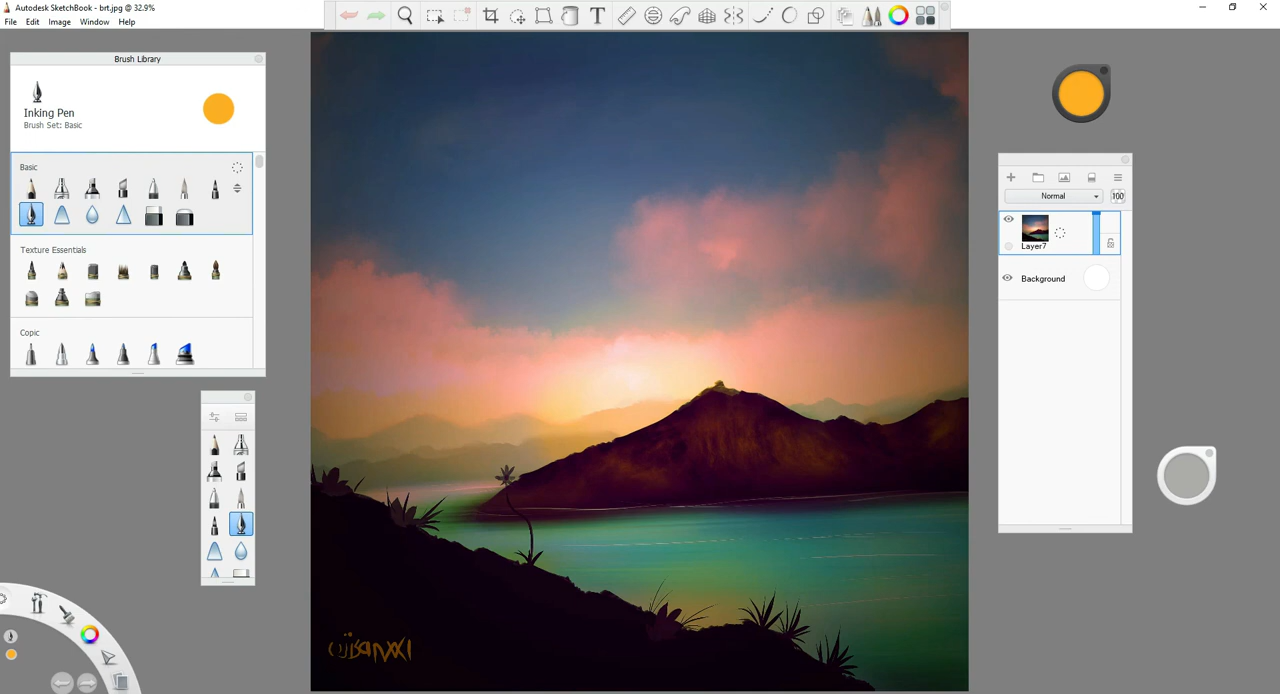 Autodesk SketchBook - brt.jpg @ 32.9%
File Edit Image Window Help
Brush Library
Inking Pen
Brush Set: Basic
Basic
Texture Essentials
Copic
Normal
100
Layer7
Background